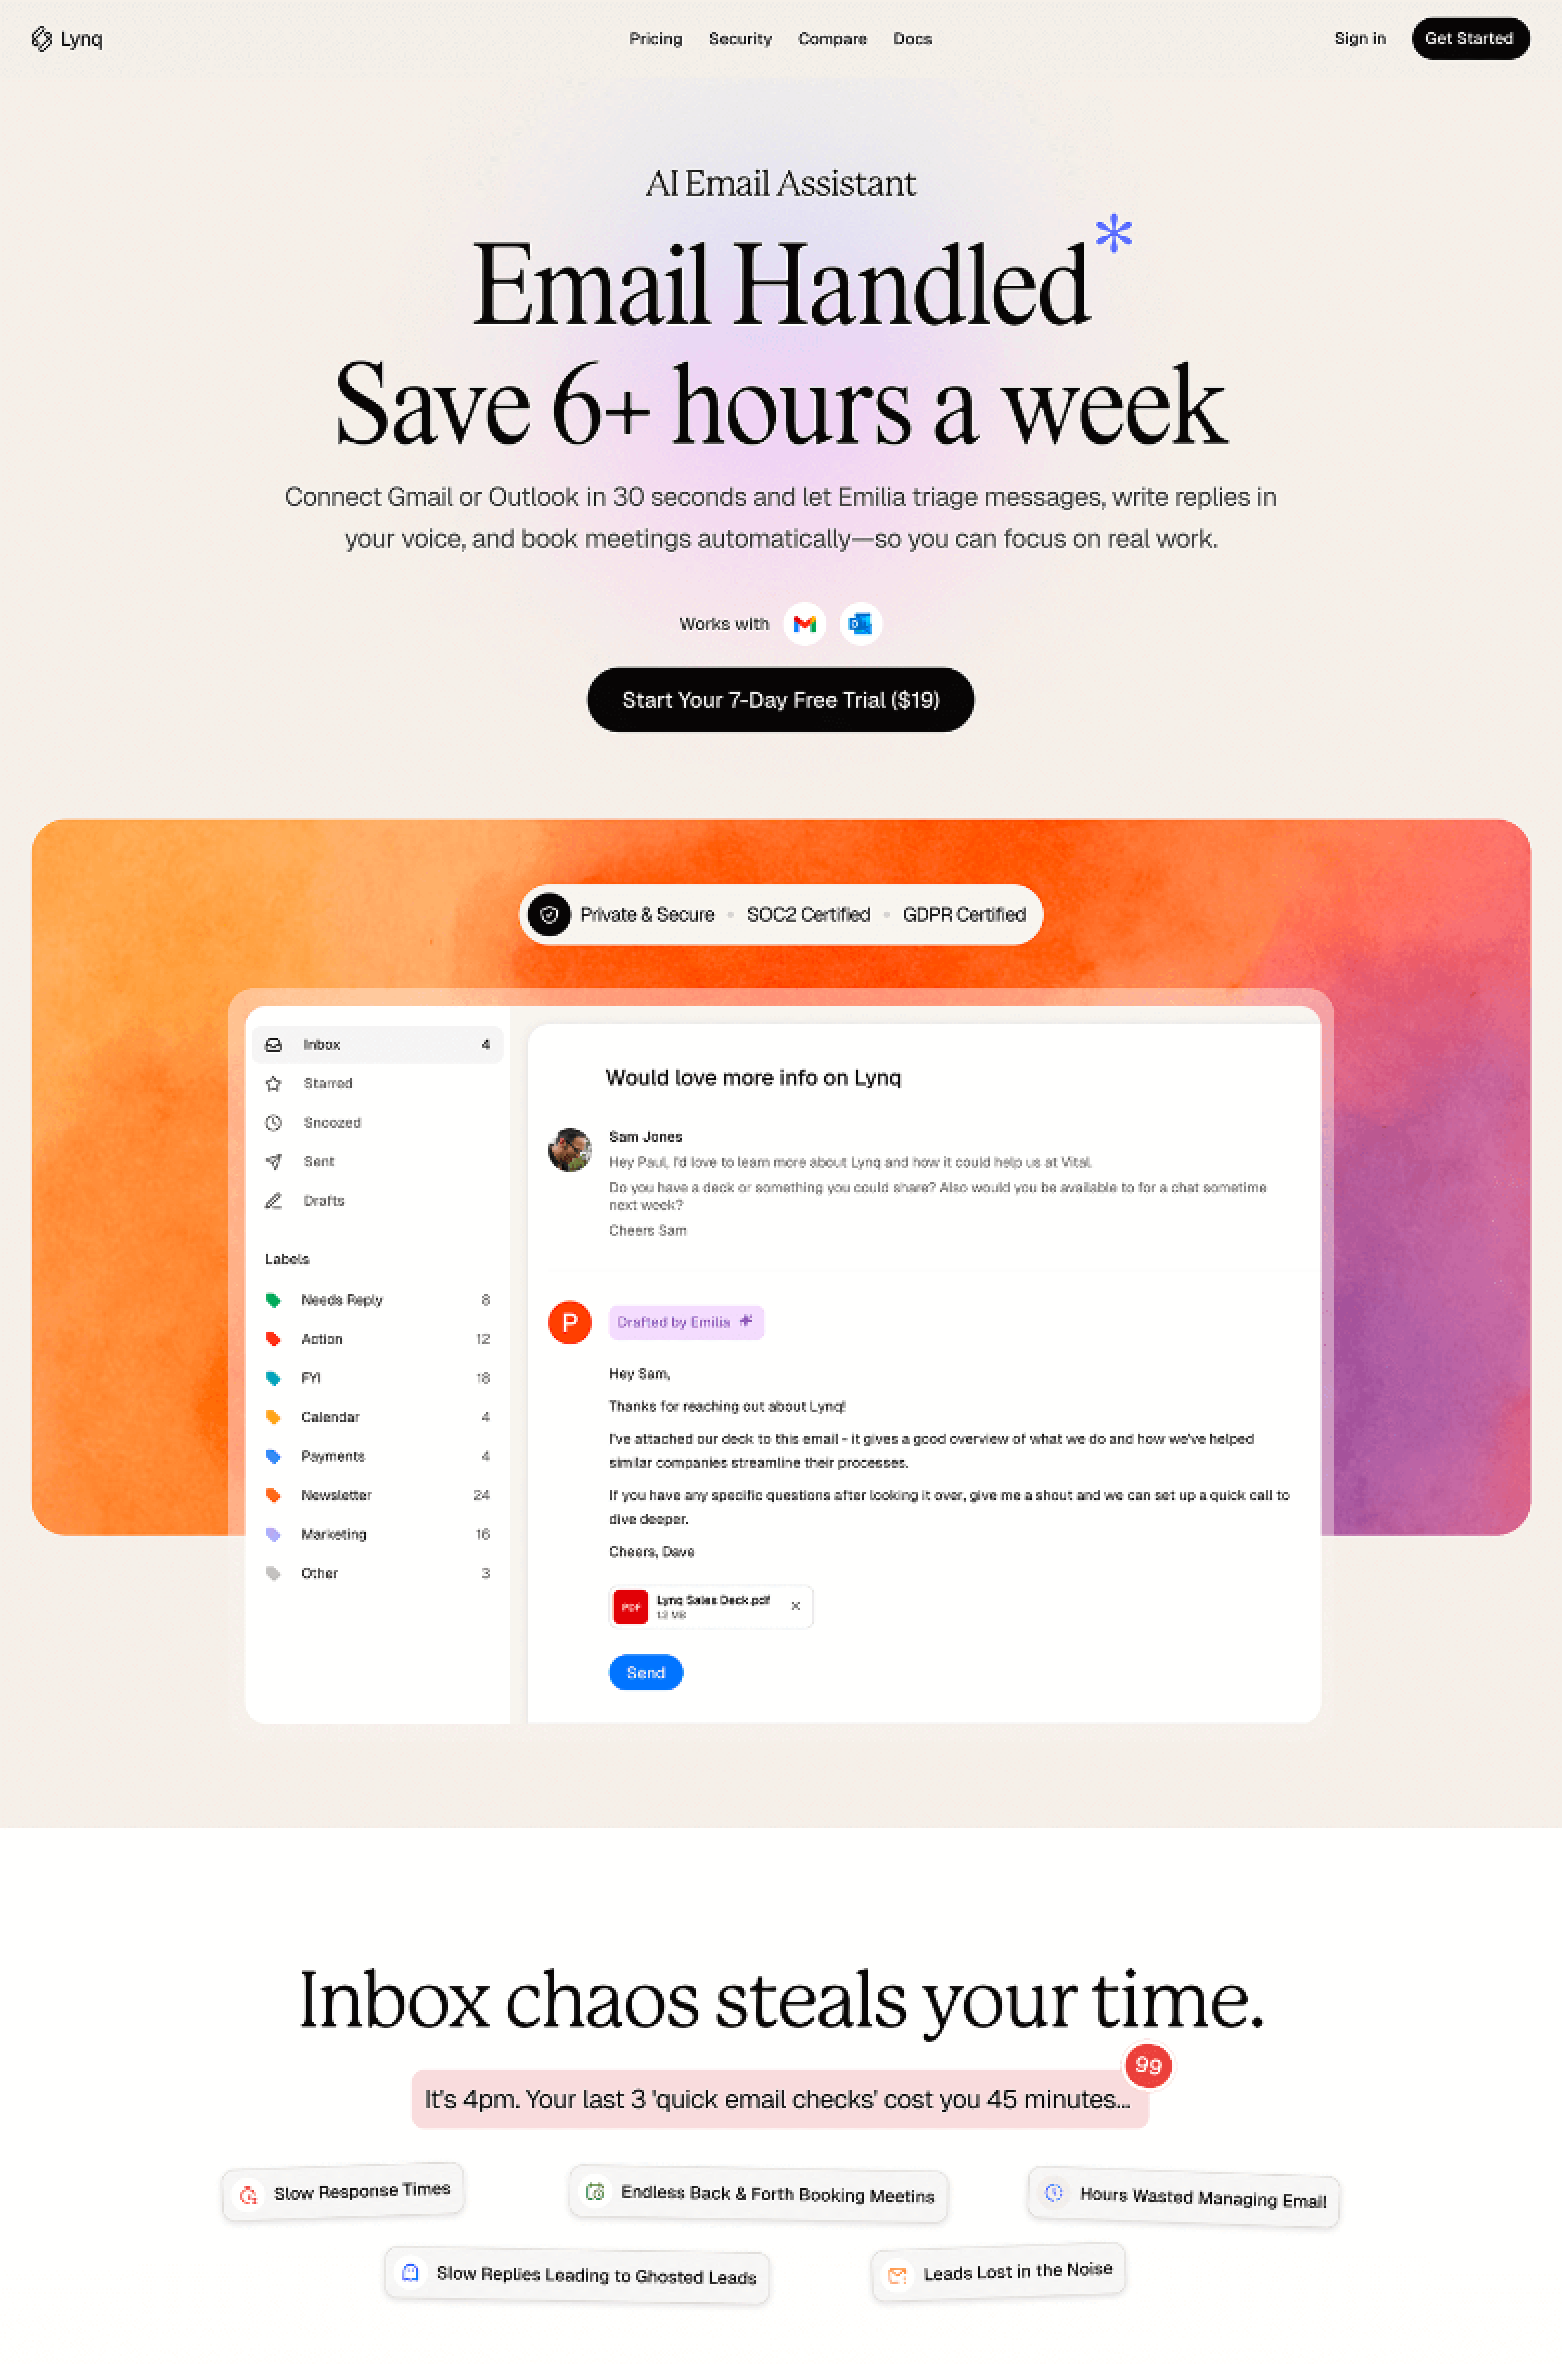 Lynq
Pricing Security Compare Docs
Sign in Get Started
AI Email Assistant
Email Handled*
Save 6+ hours a week
Connect Gmail or Outlook in 30 seconds and let Emilia triage messages, write replies in
your voice, and book meetings automatically—so you can focus on real work.
Works with
Start Your 7-Day Free Trial ($19)
Private & Secure • SOC2 Certified • GDPR Certified
Inbox 4
Starred
Snoozed
Sent
Drafts
Labels
Needs Reply 8
Action 12
FYI 18
Calendar 4
Payments 4
Newsletter 24
Marketing 16
Other 3
Would love more info on Lynq
Sam Jones
Hey Paul, I'd love to learn more about Lynq and how it could help us at Vital.
Do you have a deck or something you could share? Also would you be available to for a chat sometime
next week?
Cheers Sam
P
Drafted by Emilia
Hey Sam,
Thanks for reaching out about Lynq!
I've attached our deck to this email - it gives a good overview of what we do and how we've helped
similar companies streamline their processes.
If you have any specific questions after looking it over, give me a shout and we can set up a quick call to
dive deeper.
Cheers, Dave
PDF
Lynq Sales Deck.pdf
1.2 MB
Send
Inbox chaos steals your time.
99
It's 4pm. Your last 3 'quick email checks' cost you 45 minutes...
Slow Response Times
Endless Back & Forth Booking Meetins
Hours Wasted Managing Email
Slow Replies Leading to Ghosted Leads
Leads Lost in the Noise